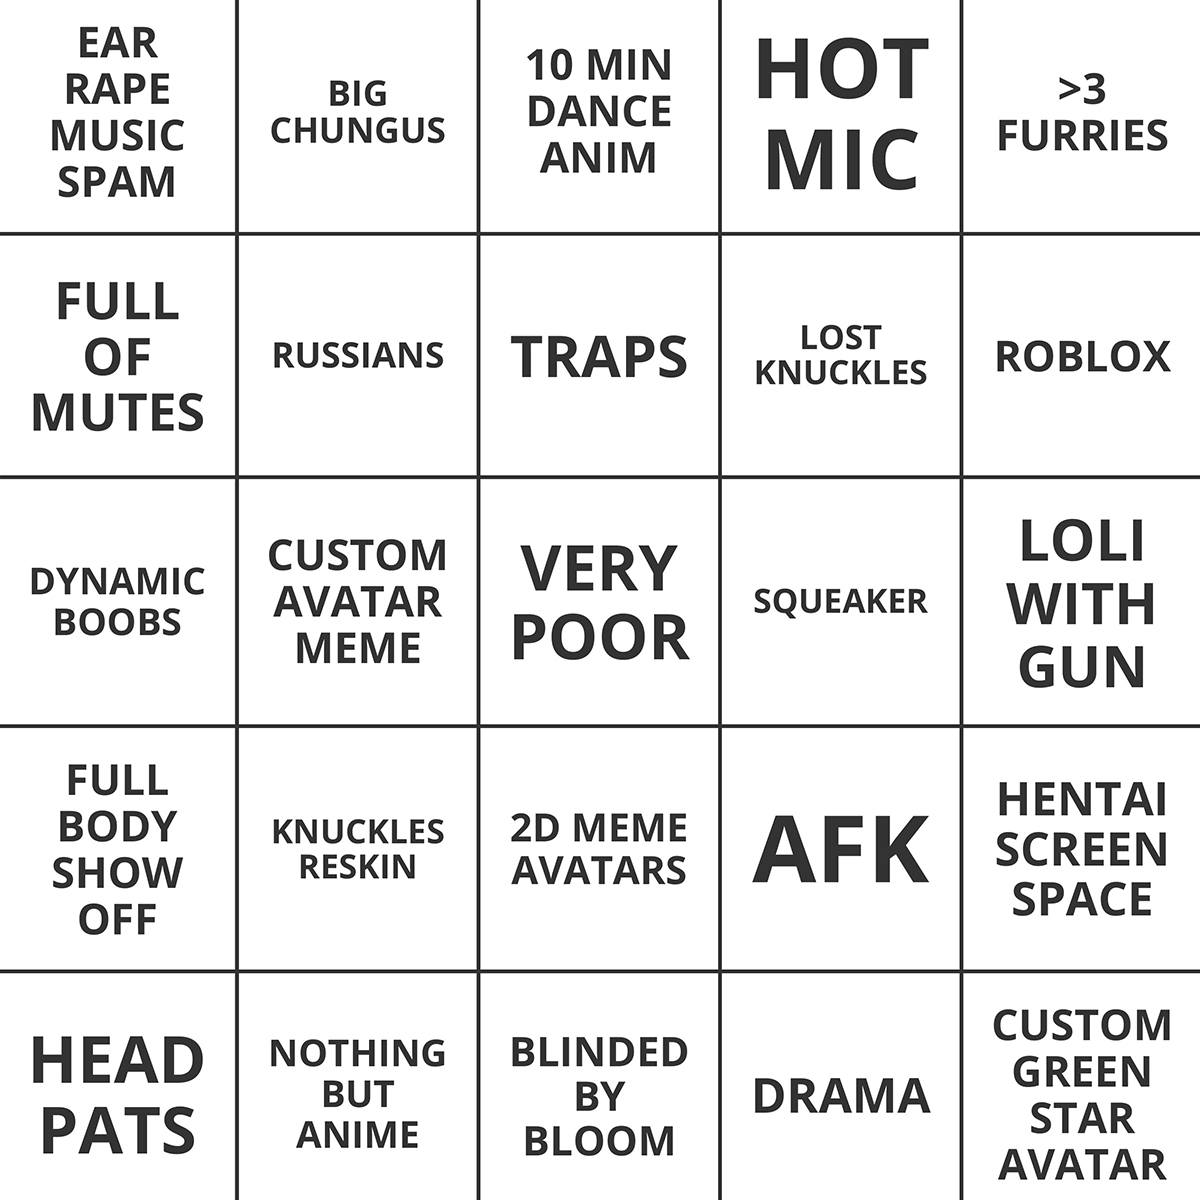 EAR
RAPE
MUSIC
SPAM
BIG
CHUNGUS
10 MIN
DANCE
ANIM
HOT
MIC
>3
FURRIES
FULL
OF
MUTES
RUSSIANS
TRAPS
LOST
KNUCKLES
ROBLOX
DYNAMIC
BOOBS
CUSTOM
AVATAR
MEME
VERY
POOR
SQUEAKER
LOLI
WITH
GUN
FULL
BODY
SHOW
OFF
KNUCKLES
RESKIN
2D MEME
AVATARS
AFK
HENTAI
SCREEN
SPACE
HEAD
PATS
NOTHING
BUT
ANIME
BLINDED
BY
BLOOM
DRAMA
CUSTOM
GREEN
STAR
AVATAR